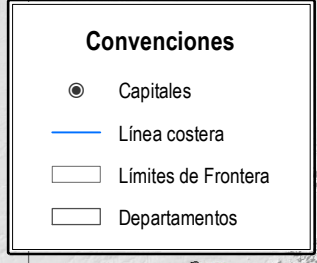 Convenciones
Capitales
Línea costera
Límites de Frontera
Departamentos